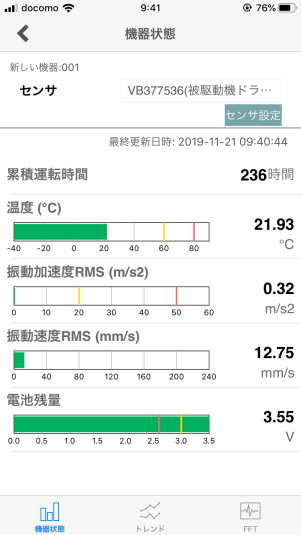 docomo 9:41 76%
機器状態
新しい機器:001
センサ VB377536(被駆動機ドラ…
センサ設定
最終更新日時: 2019-11-21 09:40:44
累積運転時間 236時間
温度 (°C)
21.93
°C
-40 -20 0 20 40 60 80
振動加速度RMS (m/s2)
0.32
m/s2
0 10 20 30 40 50 60
振動速度RMS (mm/s)
12.75
mm/s
0 40 80 120 160 200 240
電池残量
3.55
V
0.0 0.5 1.0 1.5 2.0 2.5 3.0 3.5
機器状態 トレンド FFT